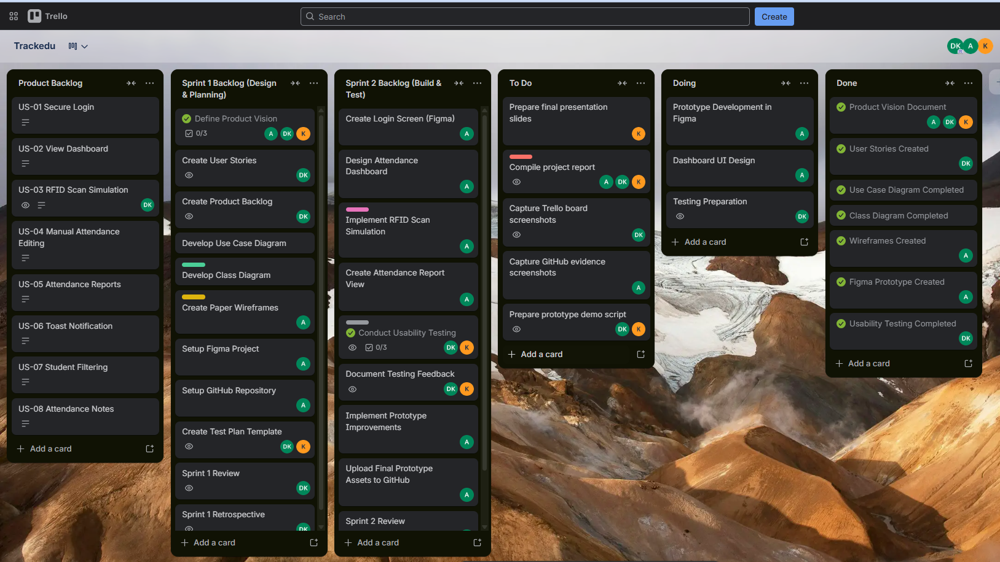 Trello
Search
Create
Trackedu
DK
A
K
Product Backlog
US-01 Secure Login
US-02 View Dashboard
US-03 RFID Scan Simulation
DK
US-04 Manual Attendance
Editing
US-05 Attendance Reports
US-06 Toast Notification
US-07 Student Filtering
US-08 Attendance Notes
Add a card
Sprint 1 Backlog (Design
& Planning)
Define Product Vision
0/3
A
DK
K
Create User Stories
DK
Create Product Backlog
DK
Develop Use Case Diagram
Develop Class Diagram
Create Paper Wireframes
A
Setup Figma Project
A
Setup GitHub Repository
A
Create Test Plan Template
DK
K
Sprint 1 Review
DK
Sprint 1 Retrospective
DK
Add a card
Sprint 2 Backlog (Build &
Test)
Create Login Screen (Figma)
A
Design Attendance
Dashboard
A
Implement RFID Scan
Simulation
A
Create Attendance Report
View
A
Conduct Usability Testing
0/3
DK
K
Document Testing Feedback
DK
K
Implement Prototype
Improvements
A
Upload Final Prototype
Assets to GitHub
A
Sprint 2 Review
Add a card
To Do
Prepare final presentation
slides
K
Compile project report
A
DK
K
Capture Trello board
screenshots
DK
Capture GitHub evidence
screenshots
A
Prepare prototype demo script
DK
K
Add a card
Doing
Prototype Development in
Figma
A
Dashboard UI Design
A
Testing Preparation
DK
Add a card
Done
Product Vision Document
A
DK
K
User Stories Created
DK
Use Case Diagram Completed
Class Diagram Completed
Wireframes Created
A
Figma Prototype Created
A
Usability Testing Completed
DK
Add a card